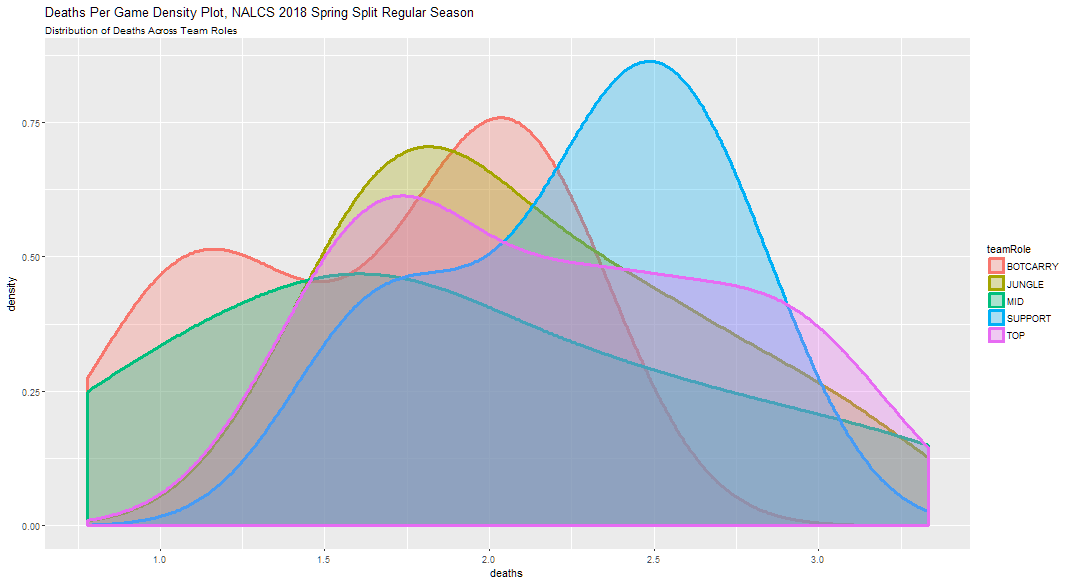 Deaths Per Game Density Plot, NALCS 2018 Spring Split Regular Season
Distribution of Deaths Across Team Roles
density
0.75
0.50
0.25
0.00
1.0 1.5 2.0 2.5 3.0
deaths
teamRole
BOTCARRY
JUNGLE
MID
SUPPORT
TOP